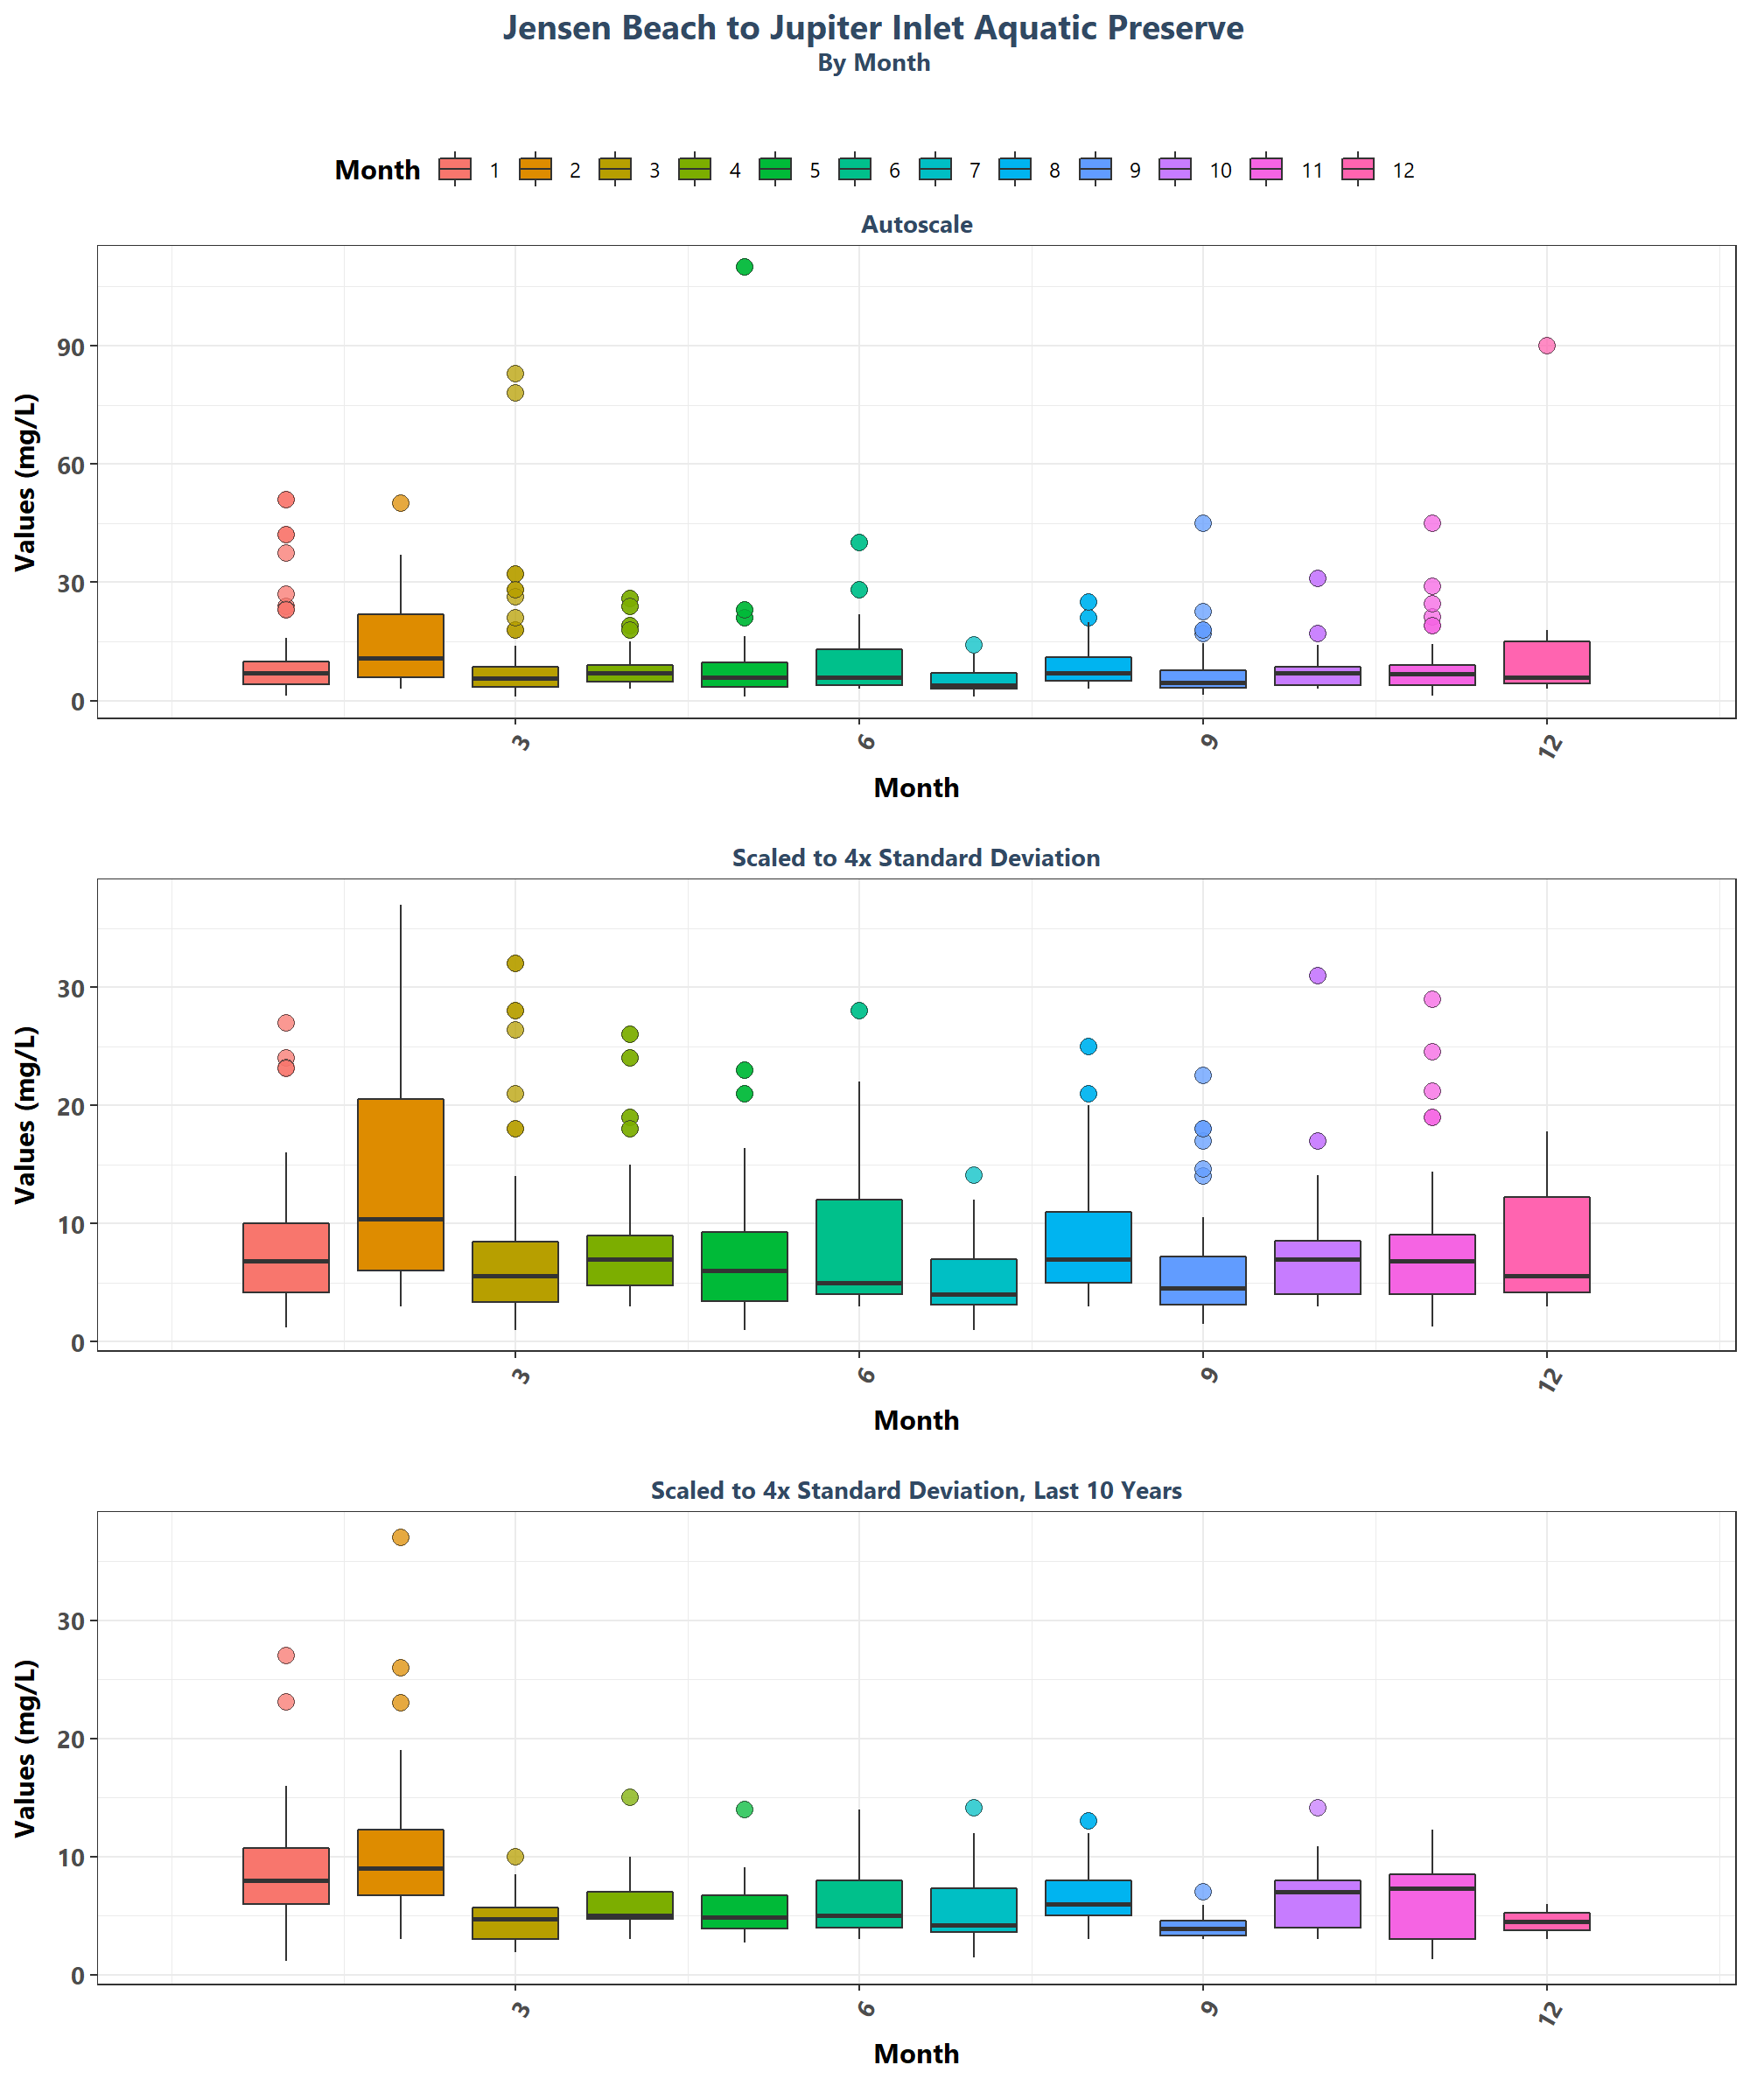 Jensen Beach to Jupiter Inlet Aquatic Preserve
By Month
Month 1 2 3 4 5 6 7 8 9 10 11 12
Autoscale
Values (mg/L)
90
60
30
0
3 6 9 12
Month
Scaled to 4x Standard Deviation
Values (mg/L)
30
20
10
0
3 6 9 12
Month
Scaled to 4x Standard Deviation, Last 10 Years
Values (mg/L)
30
20
10
0
3 6 9 12
Month